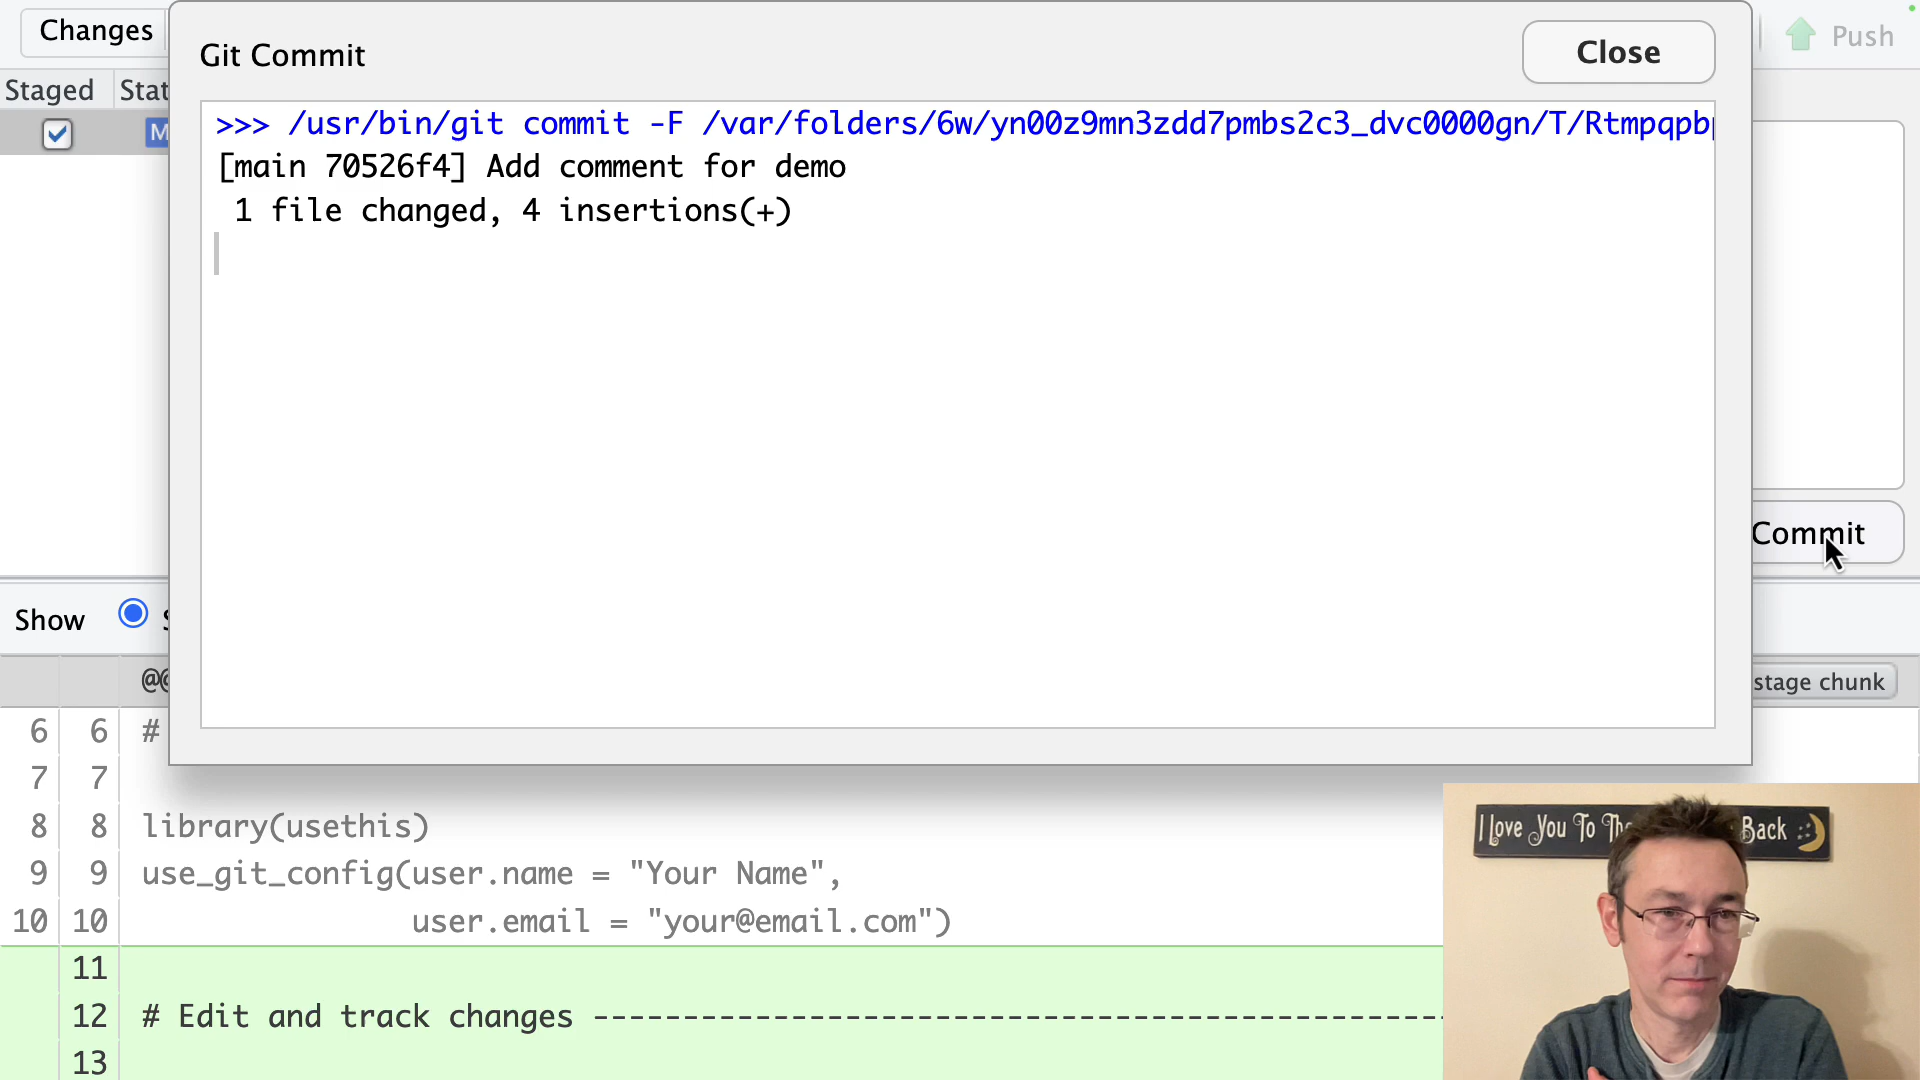 Changes
Git Commit
Close
Push
Staged
Stat
M
>>> /usr/bin/git commit -F /var/folders/6w/yn00z9mn3zdd7pmbs2c3_dvc0000gn/T/Rtmpqpb
[main 70526f4] Add comment for demo
1 file changed, 4 insertions(+)
Commit
Show
@@
stage chunk
6 6 #
7 7
8 8 library(usethis)
9 9 use_git_config(user.name = "Your Name",
10 10 user.email = "your@email.com")
11
12 # Edit and track changes -----------------------------------------------
13
I Love You To Th
Back